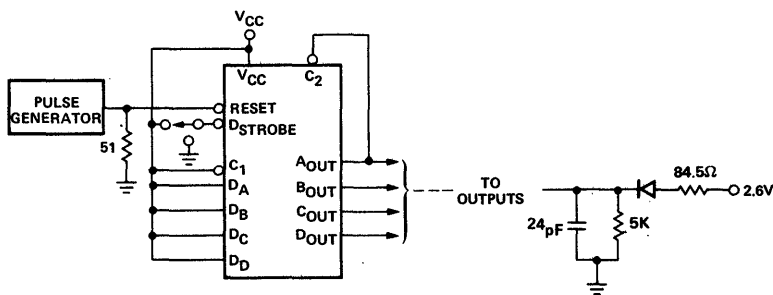 VCC
VCC
C2
PULSE
GENERATOR
51
RESET
DSTROBE
C1
DA
DB
DC
DD
AOUT
BOUT
COUT
DOUT
TO
OUTPUTS
84.5Ω
2.6V
24pF
5K